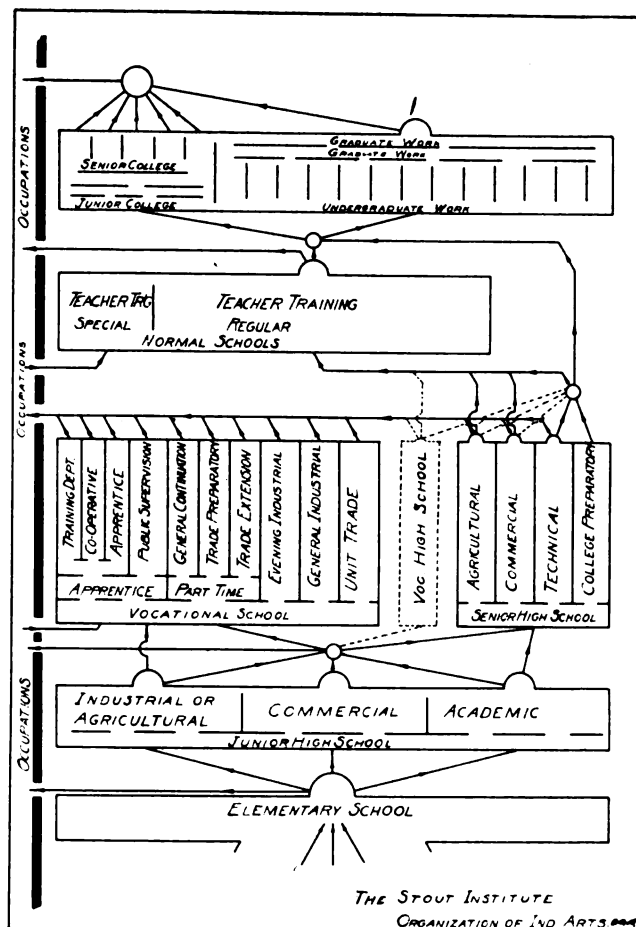 OCCUPATIONS
GRADUATE WORK
GRADUATE WORK
SENIOR COLLEGE
JUNIOR COLLEGE
UNDERGRADUATE WORK
TEACHER TRG
SPECIAL
TEACHER TRAINING
REGULAR
NORMAL SCHOOLS
OCCUPATIONS
TRAINING DEPT.
CO-OPERATIVE
APPRENTICE
PUBLIC SUPERVISION
GENERAL CONTINUATION
TRADE PREPARATORY
TRADE EXTENSION
EVENING INDUSTRIAL
GENERAL INDUSTRIAL
UNIT TRADE
APPRENTICE
PART TIME
VOCATIONAL SCHOOL
VOC HIGH SCHOOL
AGRICULTURAL
COMMERCIAL
TECHNICAL
COLLEGE PREPARATORY
SENIOR HIGH SCHOOL
OCCUPATIONS
INDUSTRIAL OR
AGRICULTURAL
COMMERCIAL
ACADEMIC
JUNIOR HIGH SCHOOL
ELEMENTARY SCHOOL
THE STOUT INSTITUTE
ORGANIZATION OF IND ARTS